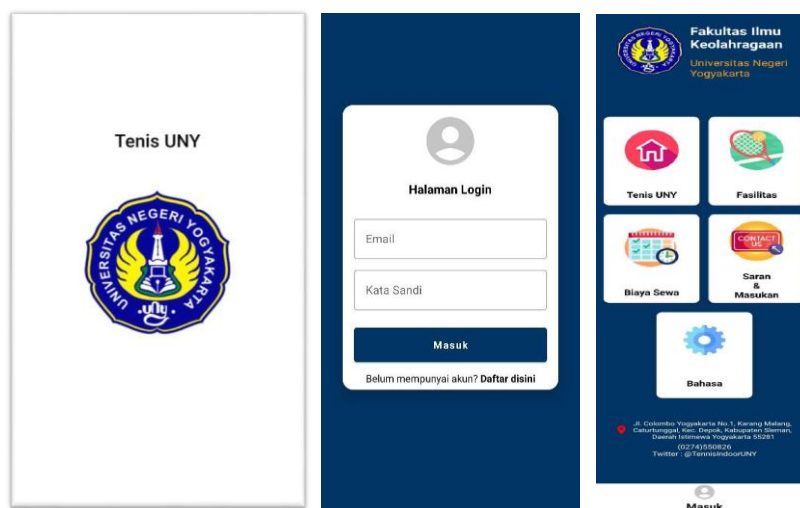 Tenis UNY
UNIVERSITAS NEGERI YOGYAKARTA
UNY
Halaman Login
Email
Kata Sandi
Masuk
Belum mempunyai akun? Daftar disini
Fakultas Ilmu
Keolahragaan
Universitas Negeri
Yogyakarta
Tenis UNY
Fasilitas
CONTACT
US
Biaya Sewa
Saran
&
Masukan
Bahasa
Jl. Colombo Yogyakarta No.1, Karang Malang,
Caturtunggal, Kec. Depok, Kabupaten Sleman,
Daerah Istimewa Yogyakarta 55281
(0274)550826
Twitter : @TennisIndoorUNY
Masuk